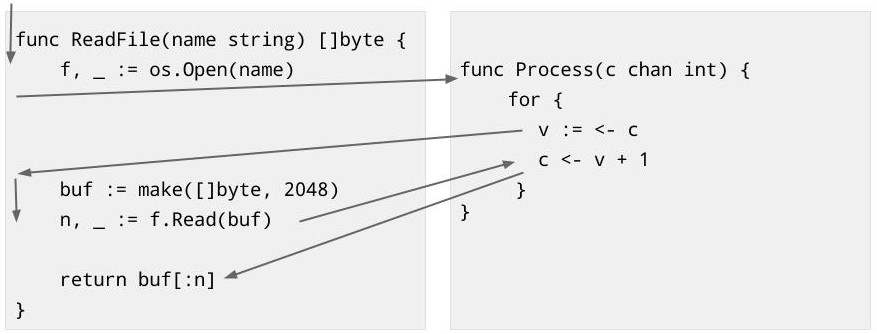 func ReadFile(name string) []byte {
    f, _ := os.Open(name)
    buf := make([]byte, 2048)
    n, _ := f.Read(buf)
    return buf[:n]
}
func Process(c chan int) {
    for {
        v := <- c
        c <- v + 1
    }
}